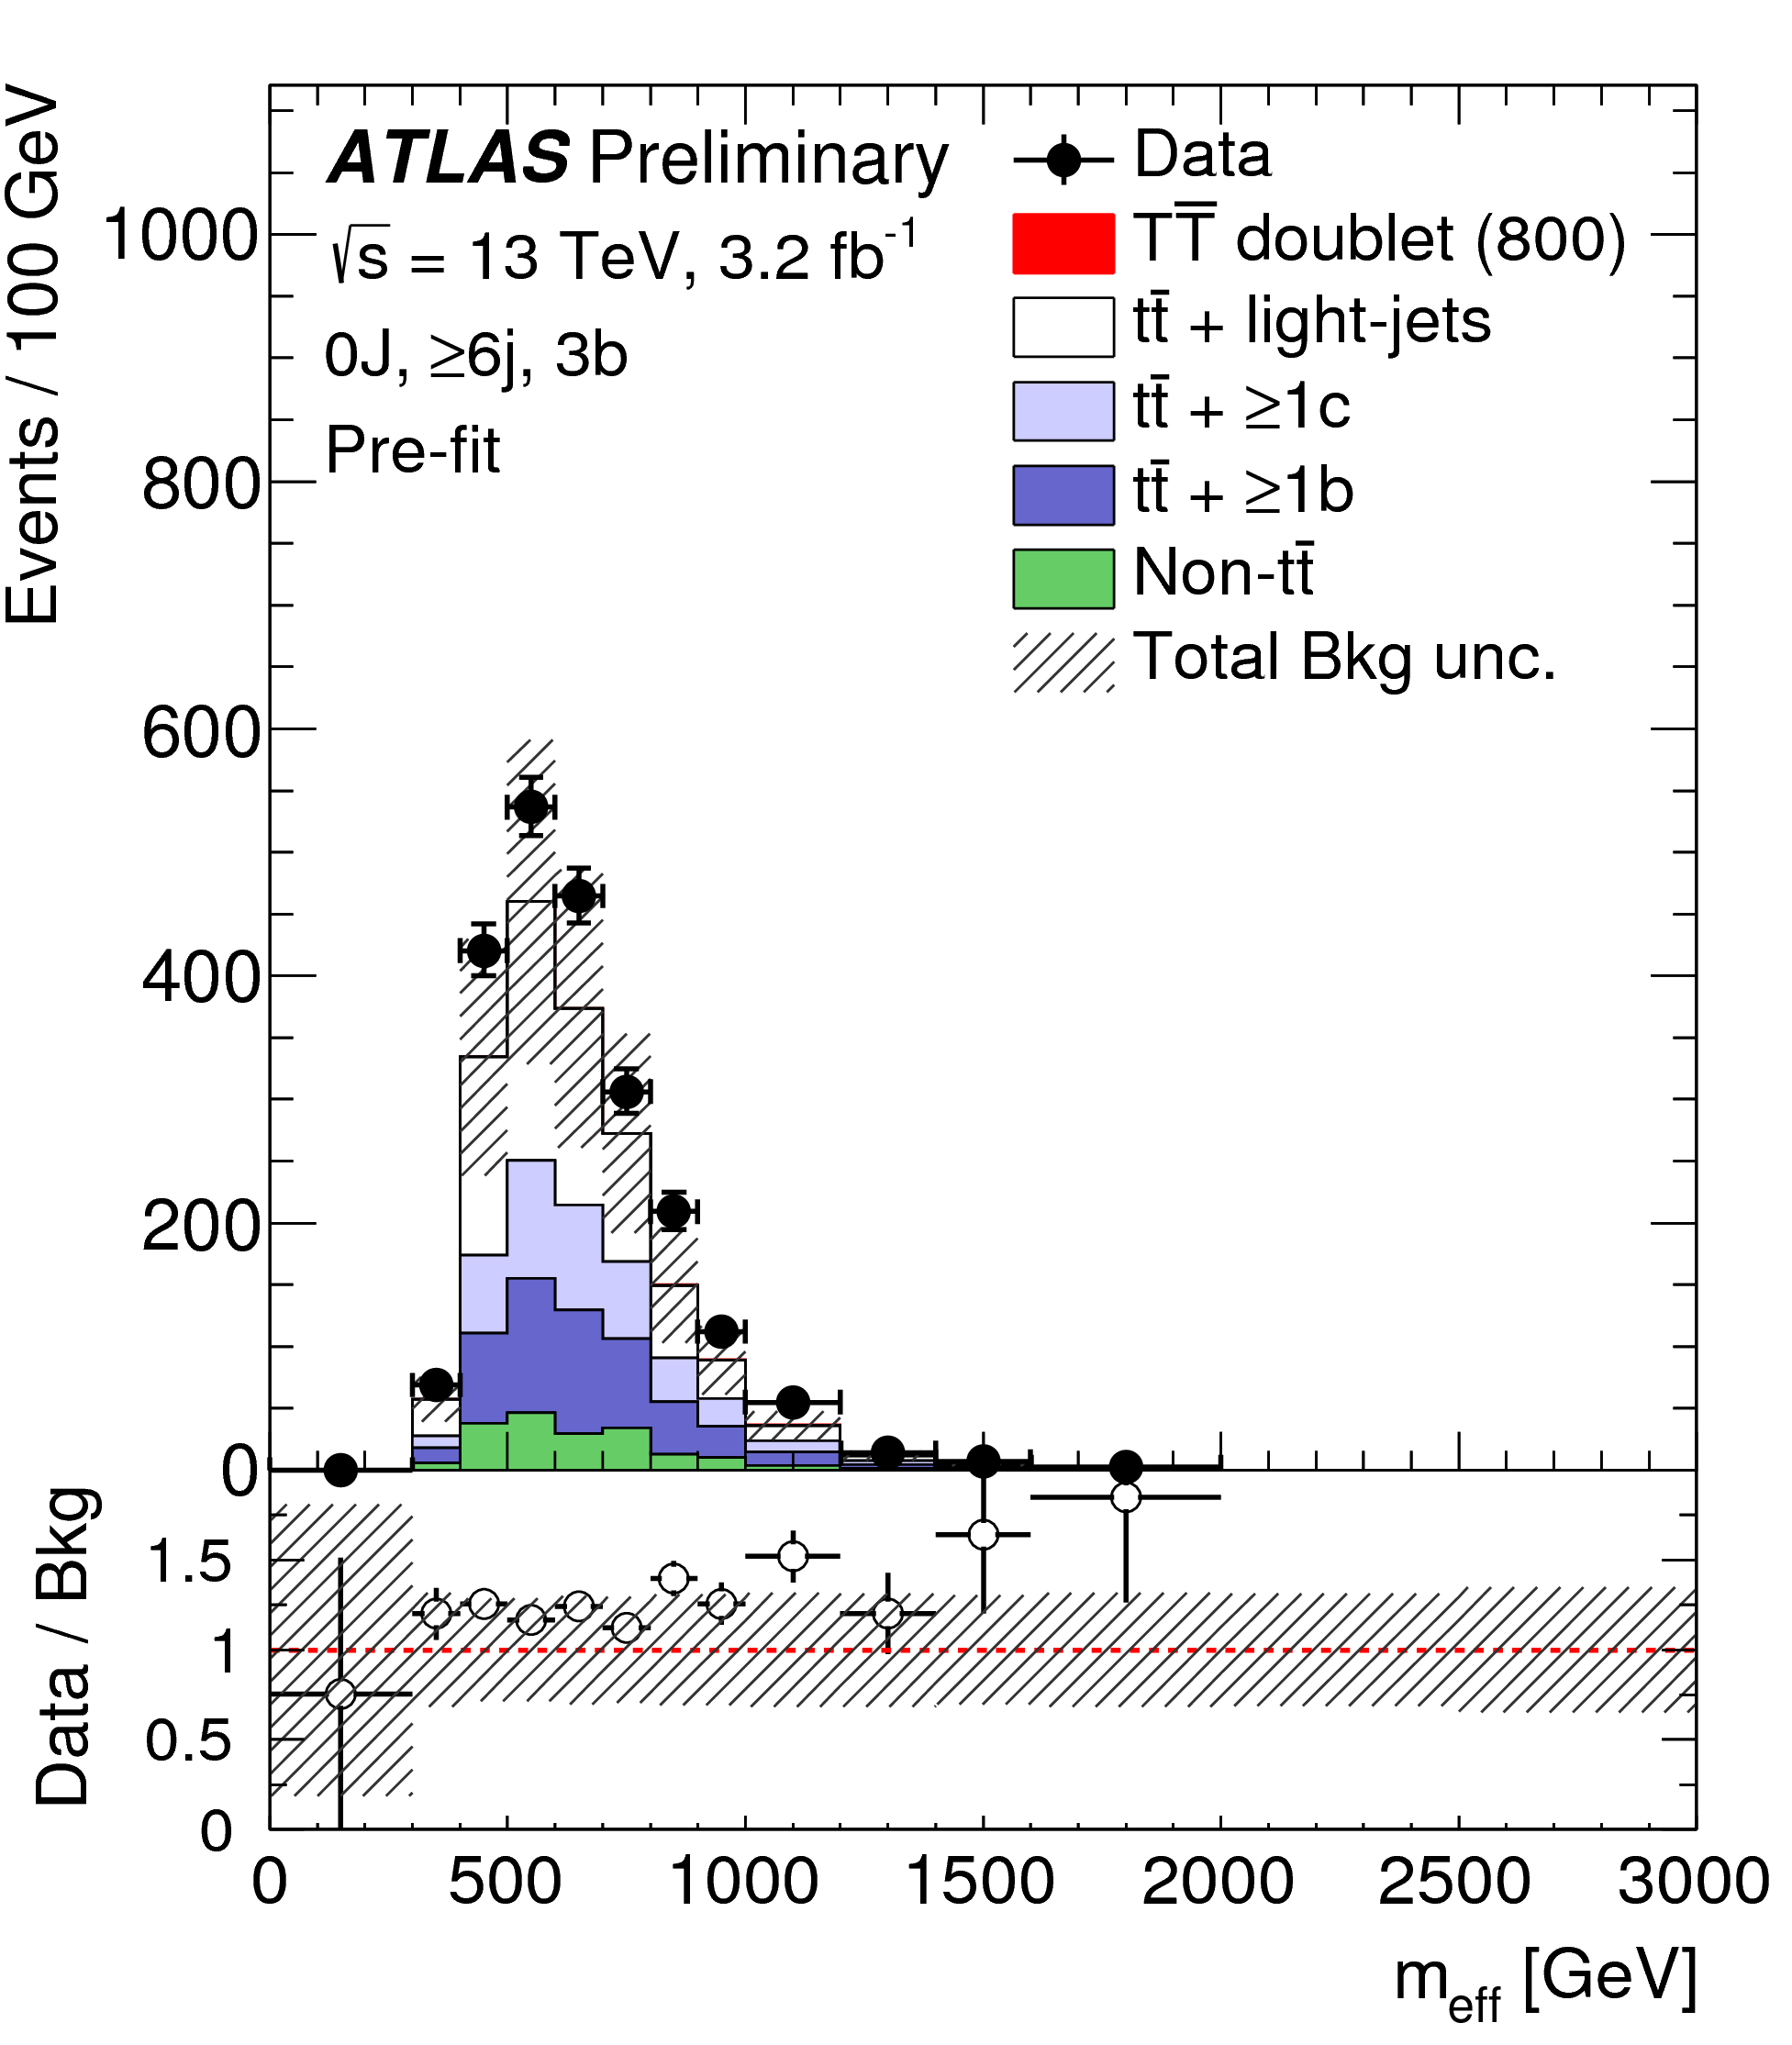 Events / 100 GeV
1000
800
600
400
200
0
ATLAS Preliminary
√s = 13 TeV, 3.2 fb⁻¹
0J, ≥6j, 3b
Pre-fit
Data
TT̅ doublet (800)
tt̅ + light-jets
tt̅ + ≥1c
tt̅ + ≥1b
Non-tt̅
Total Bkg unc.
Data / Bkg
1.5
1
0.5
0
0 500 1000 1500 2000 2500 3000
m_eff [GeV]